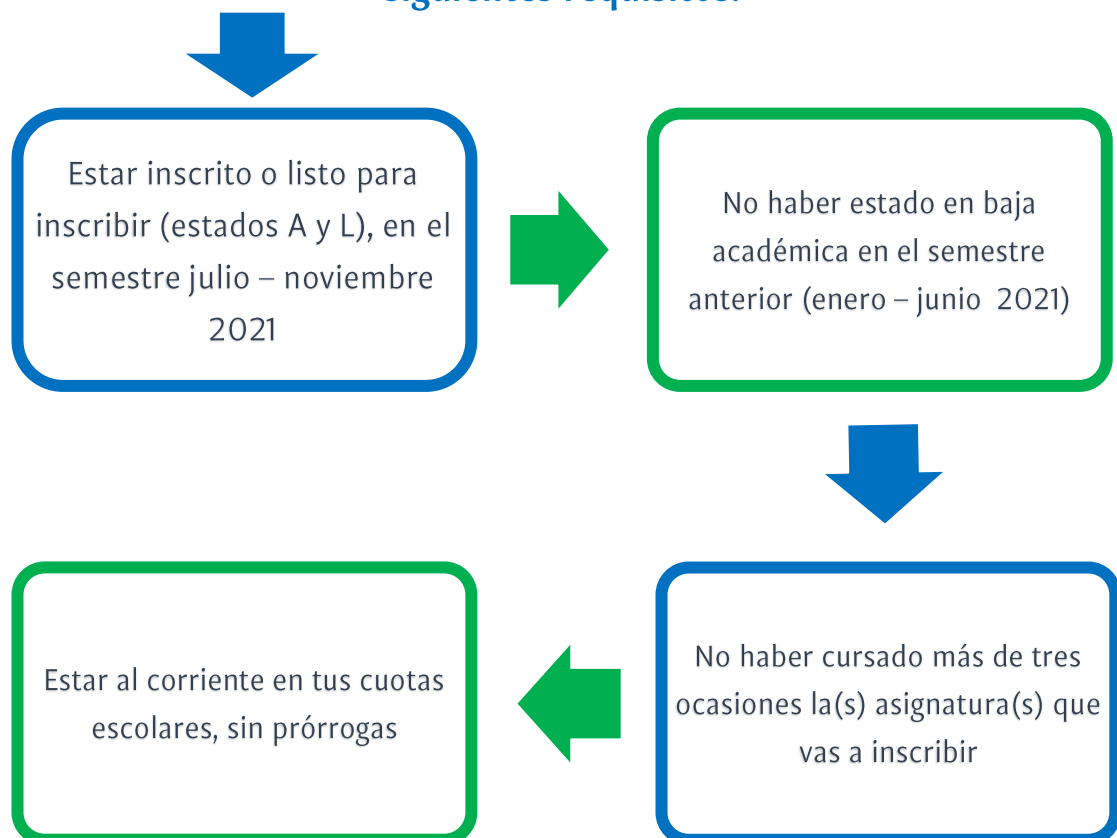 siguientes requisitos:
Estar inscrito o listo para
inscribir (estados A y L), en el
semestre julio – noviembre
2021
No haber estado en baja
académica en el semestre
anterior (enero – junio 2021)
No haber cursado más de tres
ocasiones la(s) asignatura(s) que
vas a inscribir
Estar al corriente en tus cuotas
escolares, sin prórrogas